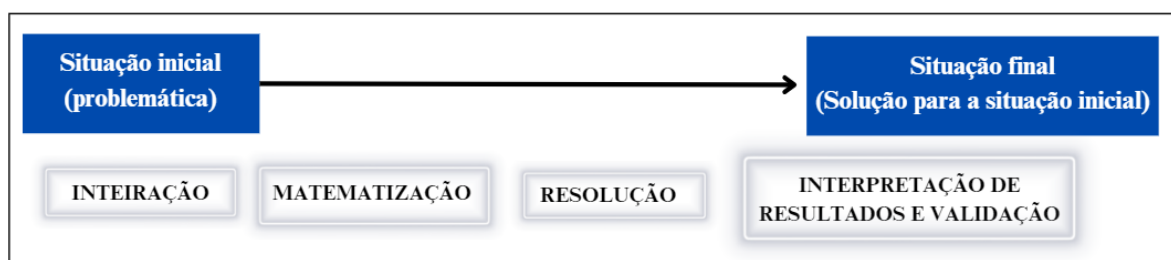 Situação inicial
(problemática)
Situação final
(Solução para a situação inicial)
INTEIRAÇÃO
MATEMATIZAÇÃO
RESOLUÇÃO
INTERPRETAÇÃO DE
RESULTADOS E VALIDAÇÃO